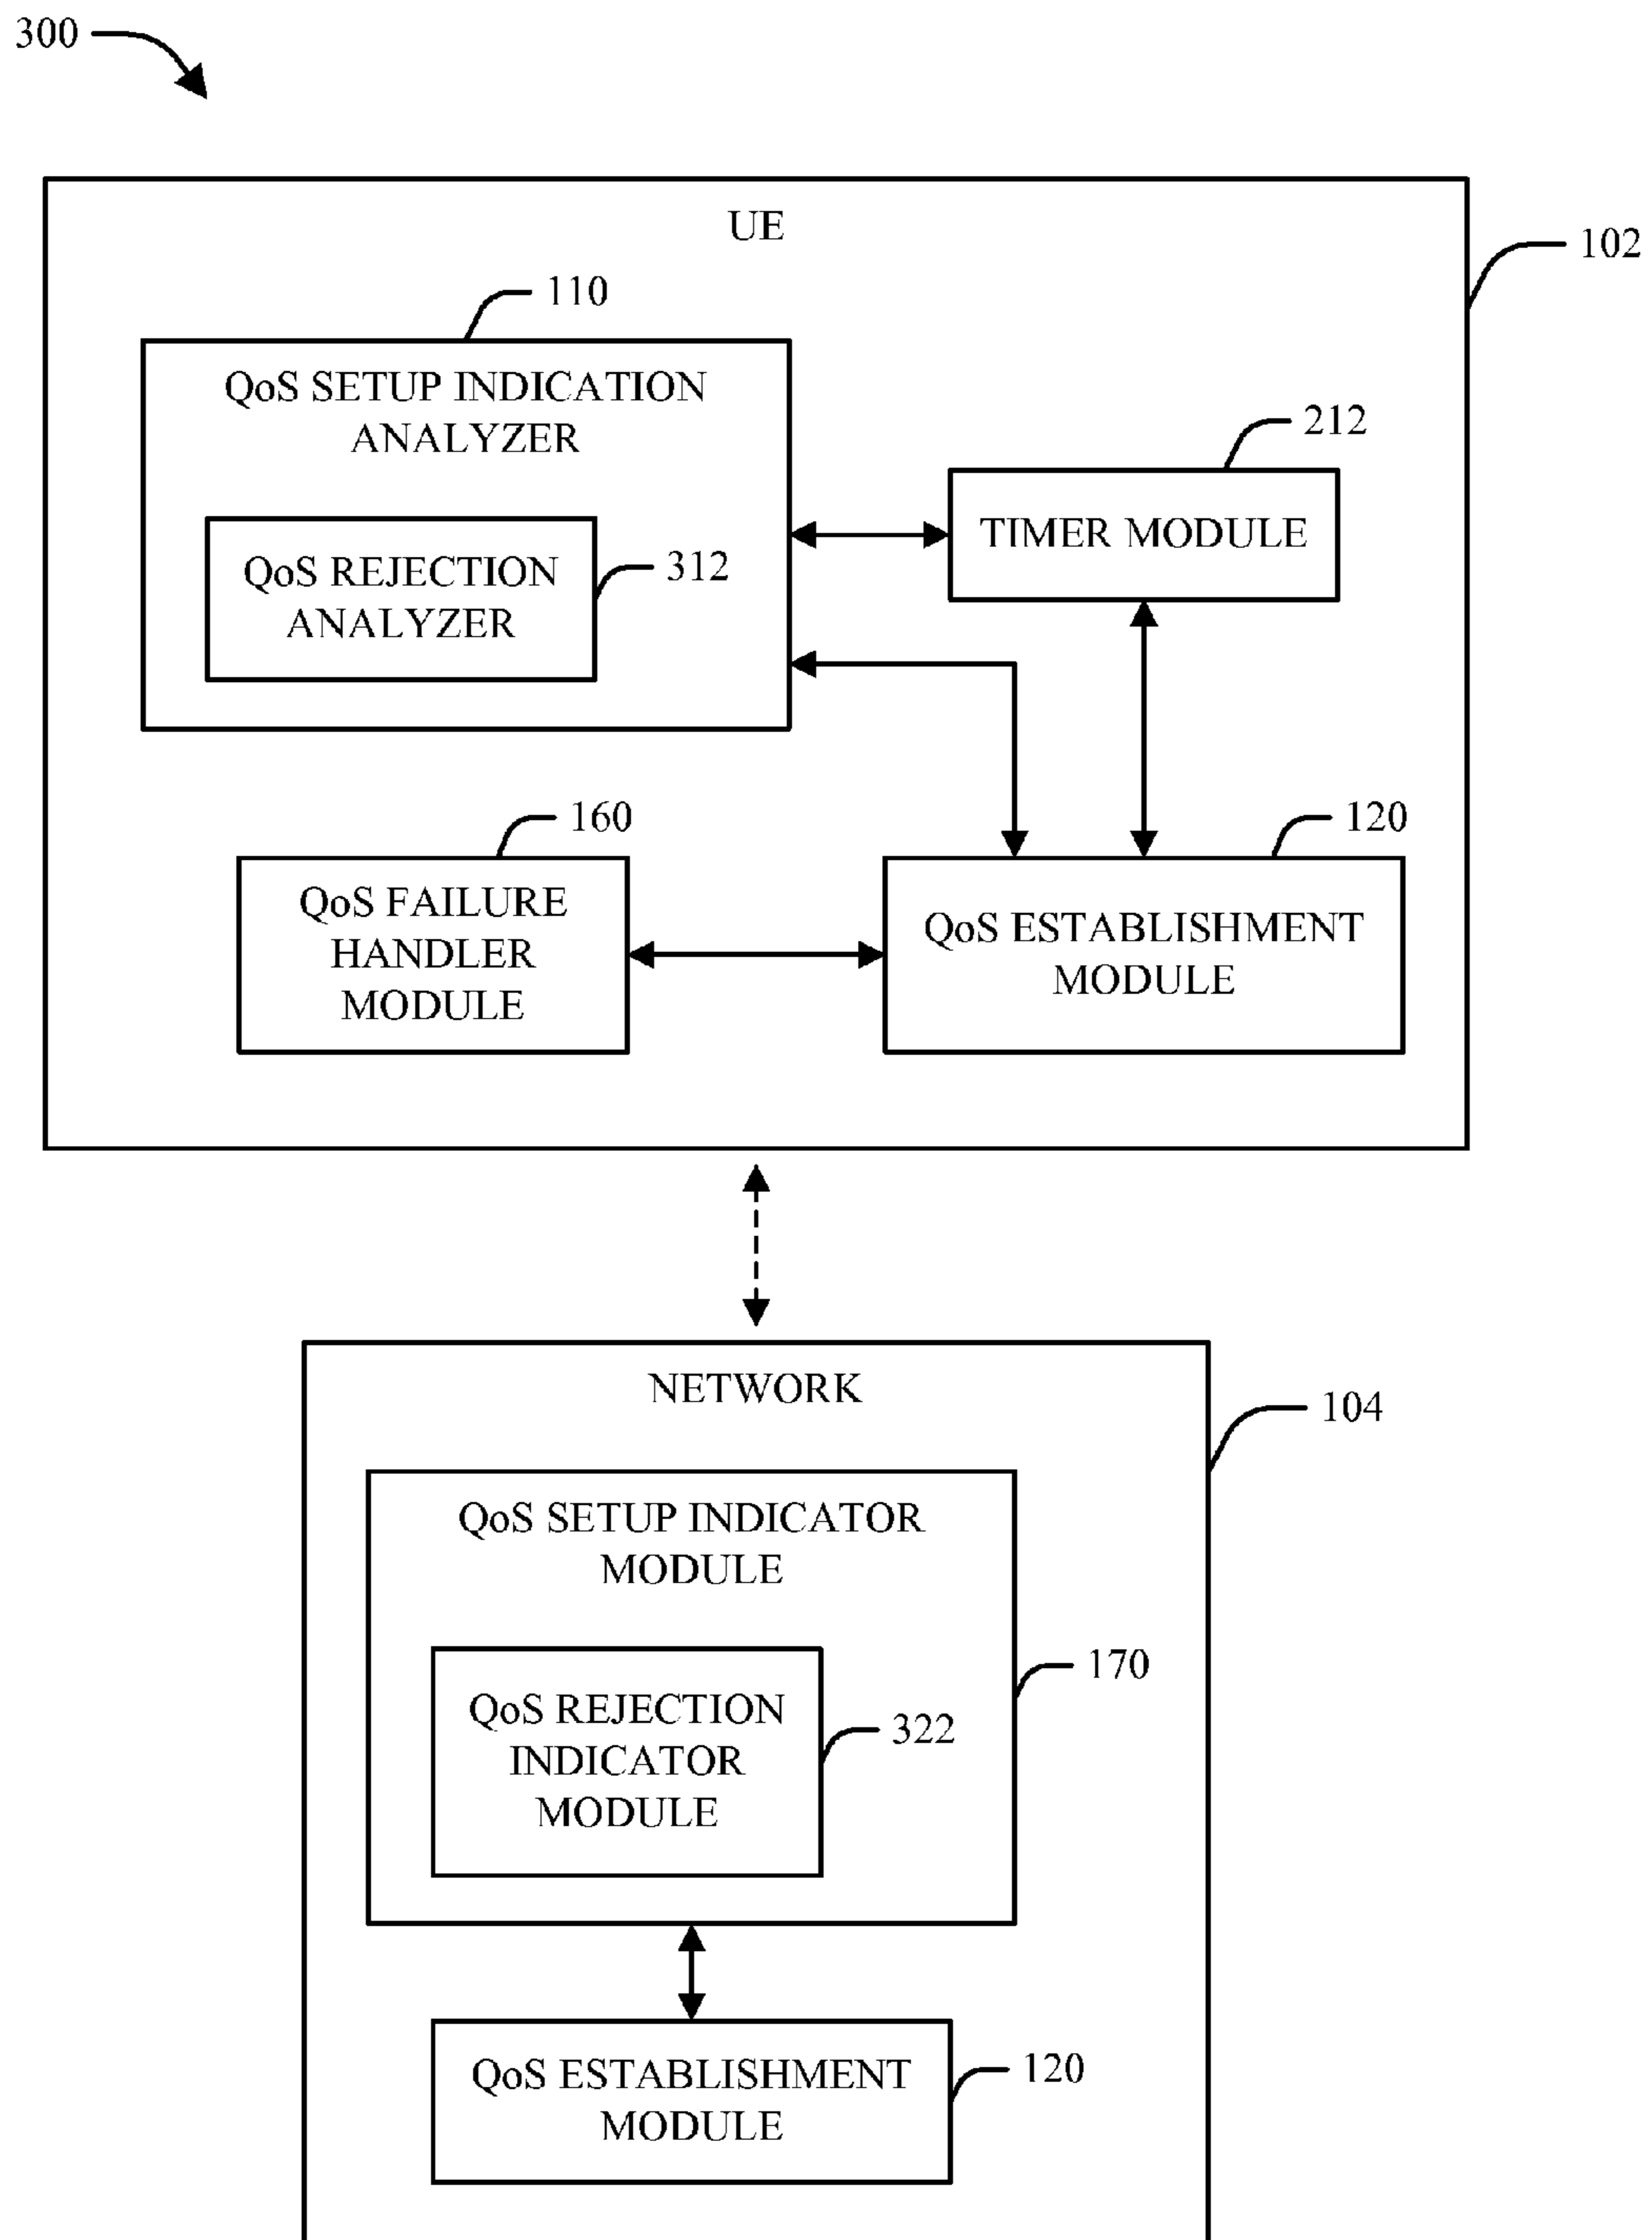 300
UE
102
110
QoS SETUP INDICATION
ANALYZER
212
TIMER MODULE
QoS REJECTION
ANALYZER
312
160
120
QoS FAILURE
HANDLER
MODULE
QoS ESTABLISHMENT
MODULE
NETWORK
104
QoS SETUP INDICATOR
MODULE
170
QoS REJECTION
INDICATOR
MODULE
322
QoS ESTABLISHMENT
MODULE
120